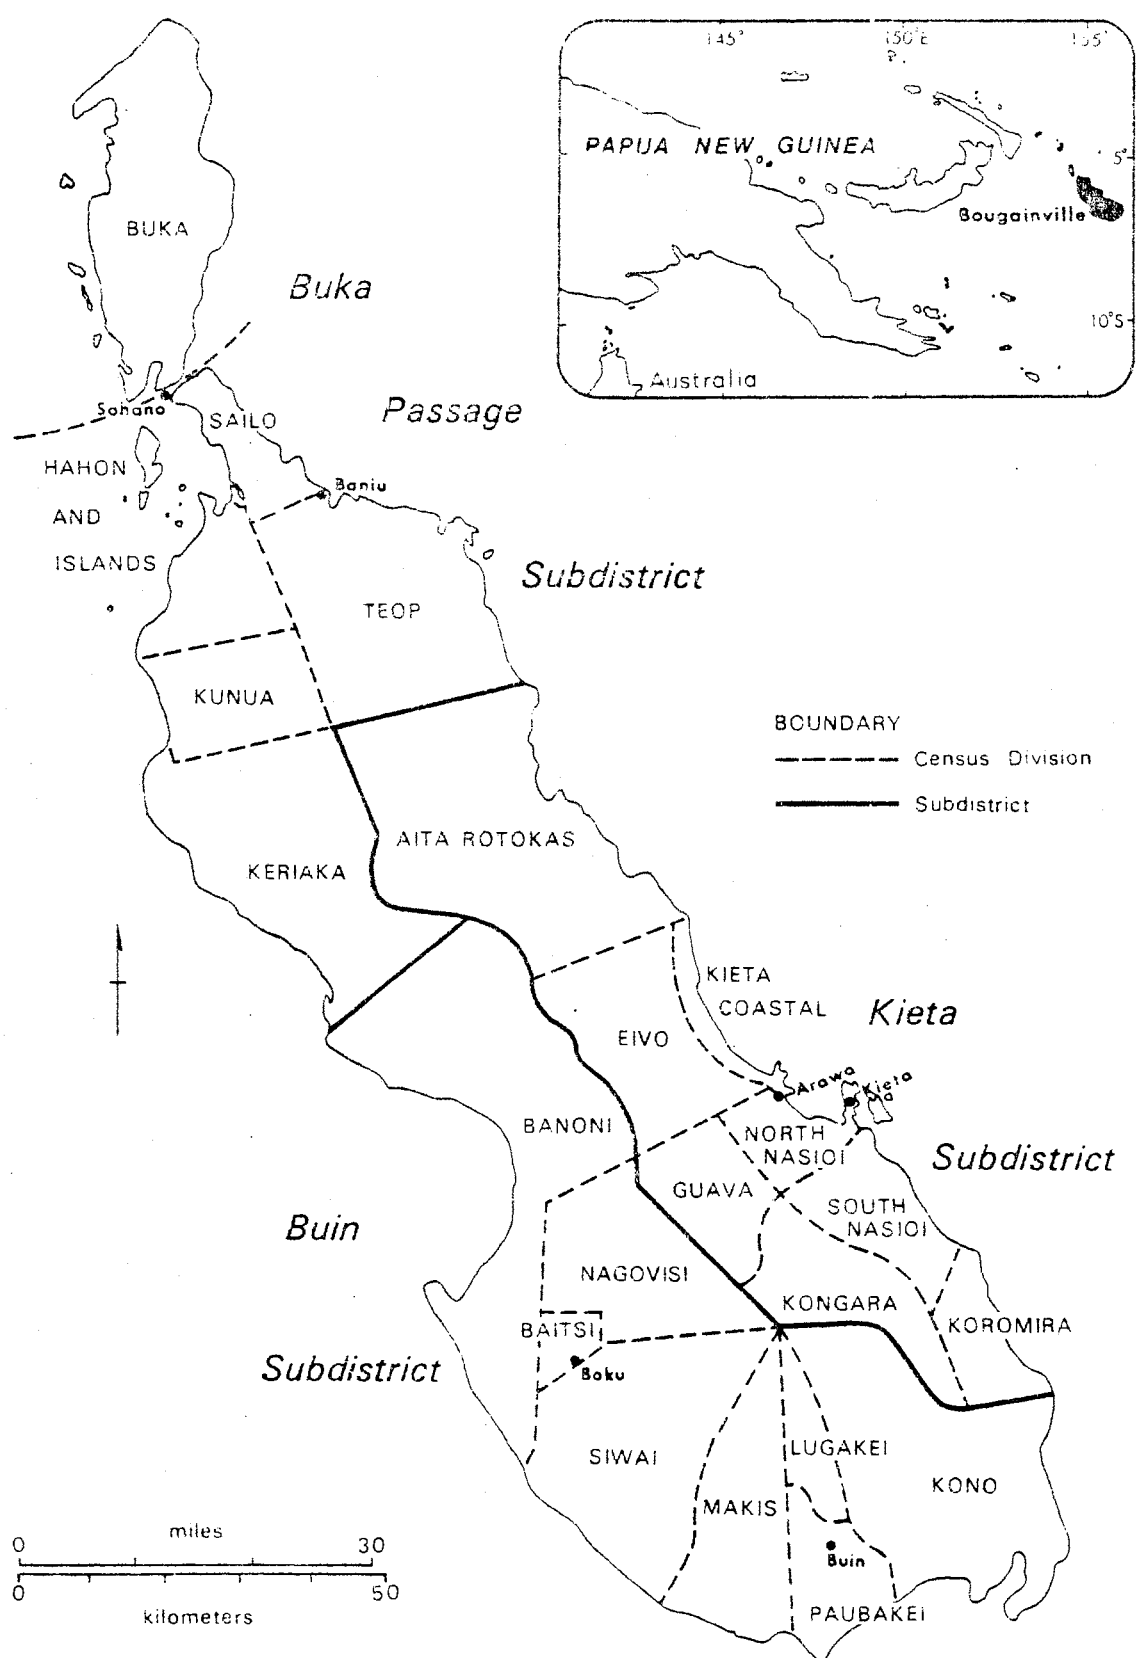 145°
150°E
155°
PAPUA NEW GUINEA
5°
Bougainville
10°S
Australia
BUKA
Buka
Passage
Subdistrict
Sohano
SAILO
HAHON
AND
ISLANDS
Baniu
TEOP
KUNUA
BOUNDARY
Census Division
Subdistrict
AITA ROTOKAS
KERIAKA
KIETA
COASTAL
Kieta
Subdistrict
EIVO
Arawa
Kieta
BANONI
NORTH
NASIOI
GUAVA
SOUTH
NASIOI
Buin
Subdistrict
NAGOVISI
KONGARA
KOROMIRA
BAITSI
Boku
SIWAI
LUGAKEI
KONO
MAKIS
Buin
PAUBAKEI
miles
0 30
0 50
kilometers